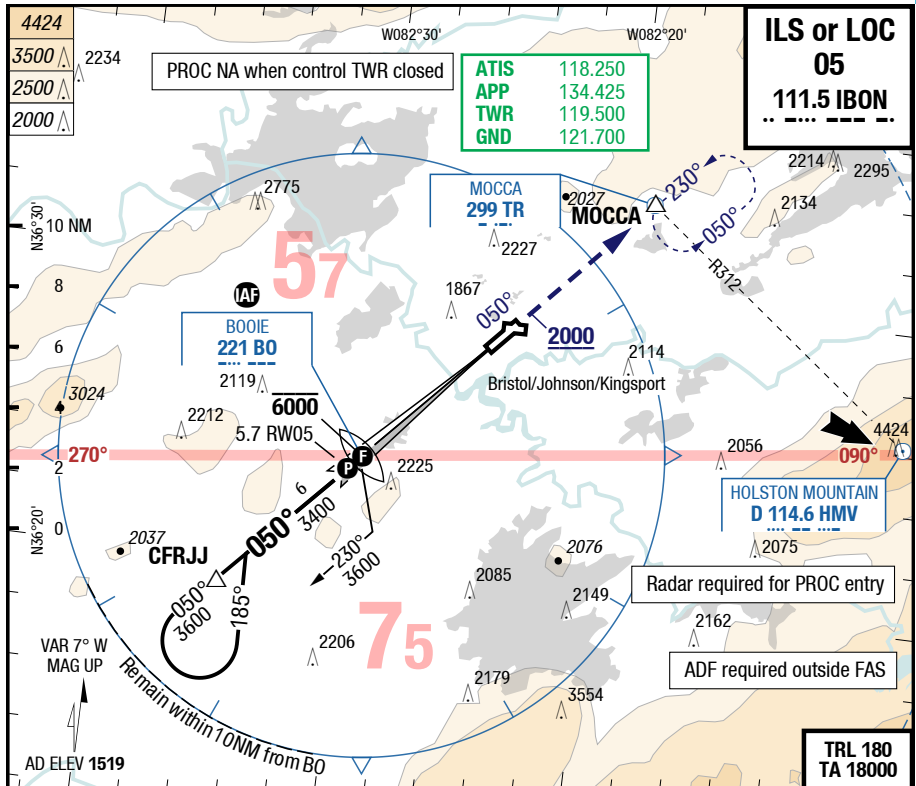 4424
3500
2500
2000
2234
PROC NA when control TWR closed
W082°30'
W082°20'
ATIS 118.250
APP 134.425
TWR 119.500
GND 121.700
ILS or LOC
05
111.5 IBON
2214
2295
2775
MOCCA
299 TR
2027
MOCCA
230°
050°
2134
N36°30'
10 NM
57
2227
R312
8
IAF
1867
050°
2000
BOOIE
221 BO
6
2114
2119
Bristol/Johnson/Kingsport
3024
6000
2212
5.7 RW05
4424
270°
2
P
F
2056
090°
2225
6
3400
HOLSTON MOUNTAIN
D 114.6 HMV
050°
N36°20'
0
2037
CFRJJ
230°
3600
2076
2075
050°
3600
185°
2085
Radar required for PROC entry
2149
75
2162
2206
VAR 7° W
MAG UP
ADF required outside FAS
Remain within 10NM from BO
2179
3554
AD ELEV 1519
TRL 180
TA 18000